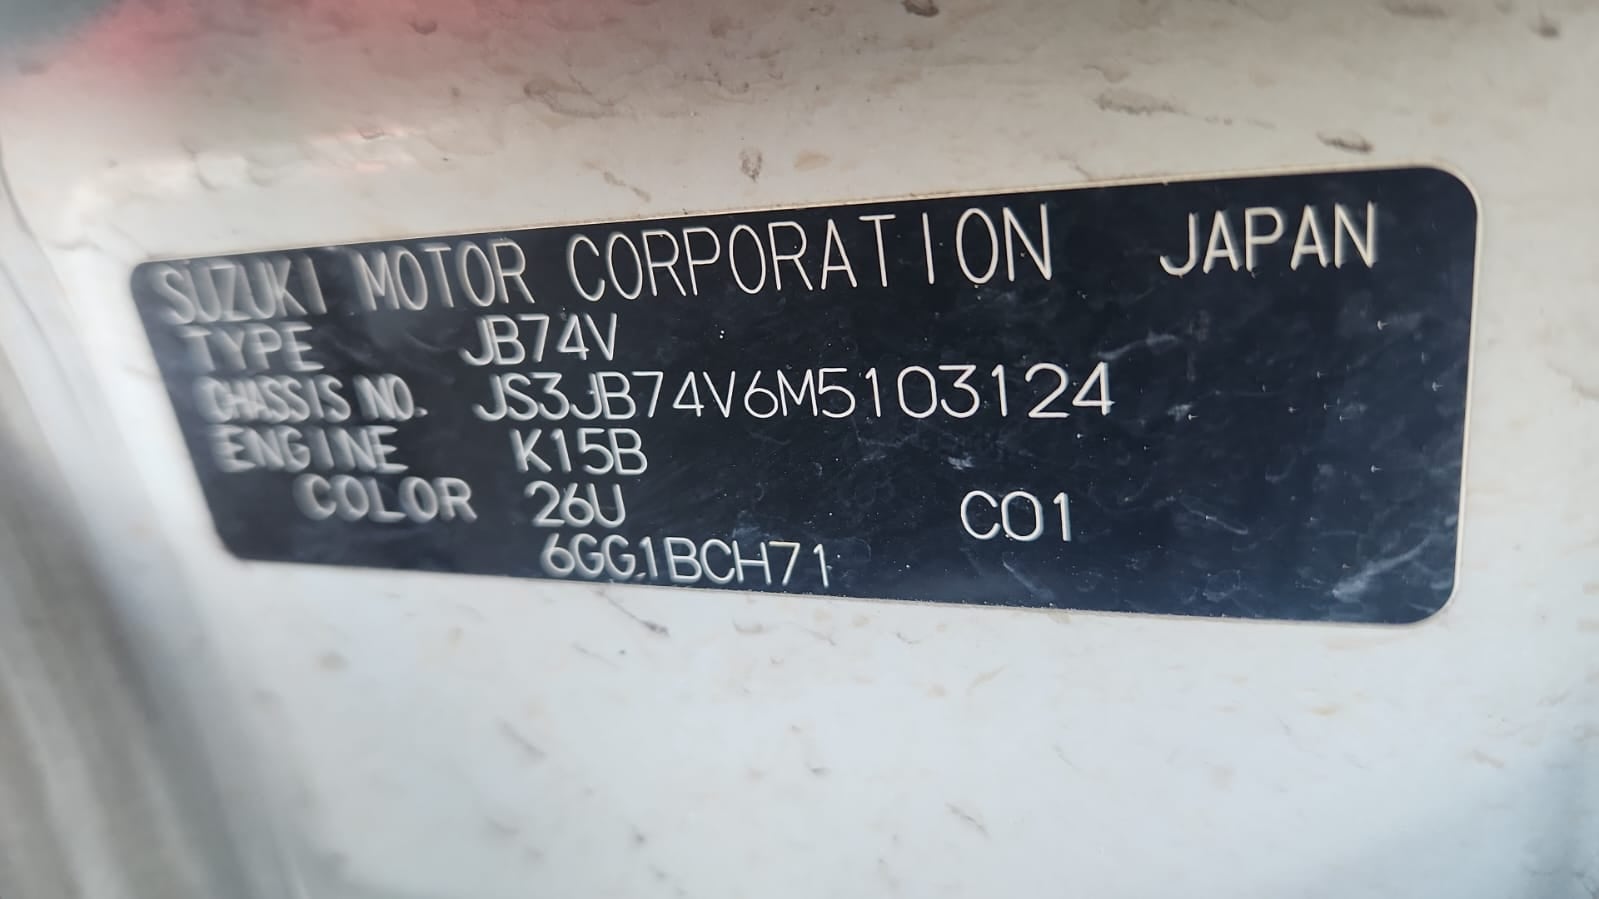 SUZUKI MOTOR CORPORATION JAPAN
TYPE JB74V
CHASSIS NO. JS3JB74V6M5103124
ENGINE K15B
COLOR 26U C01
6GG1BCH71